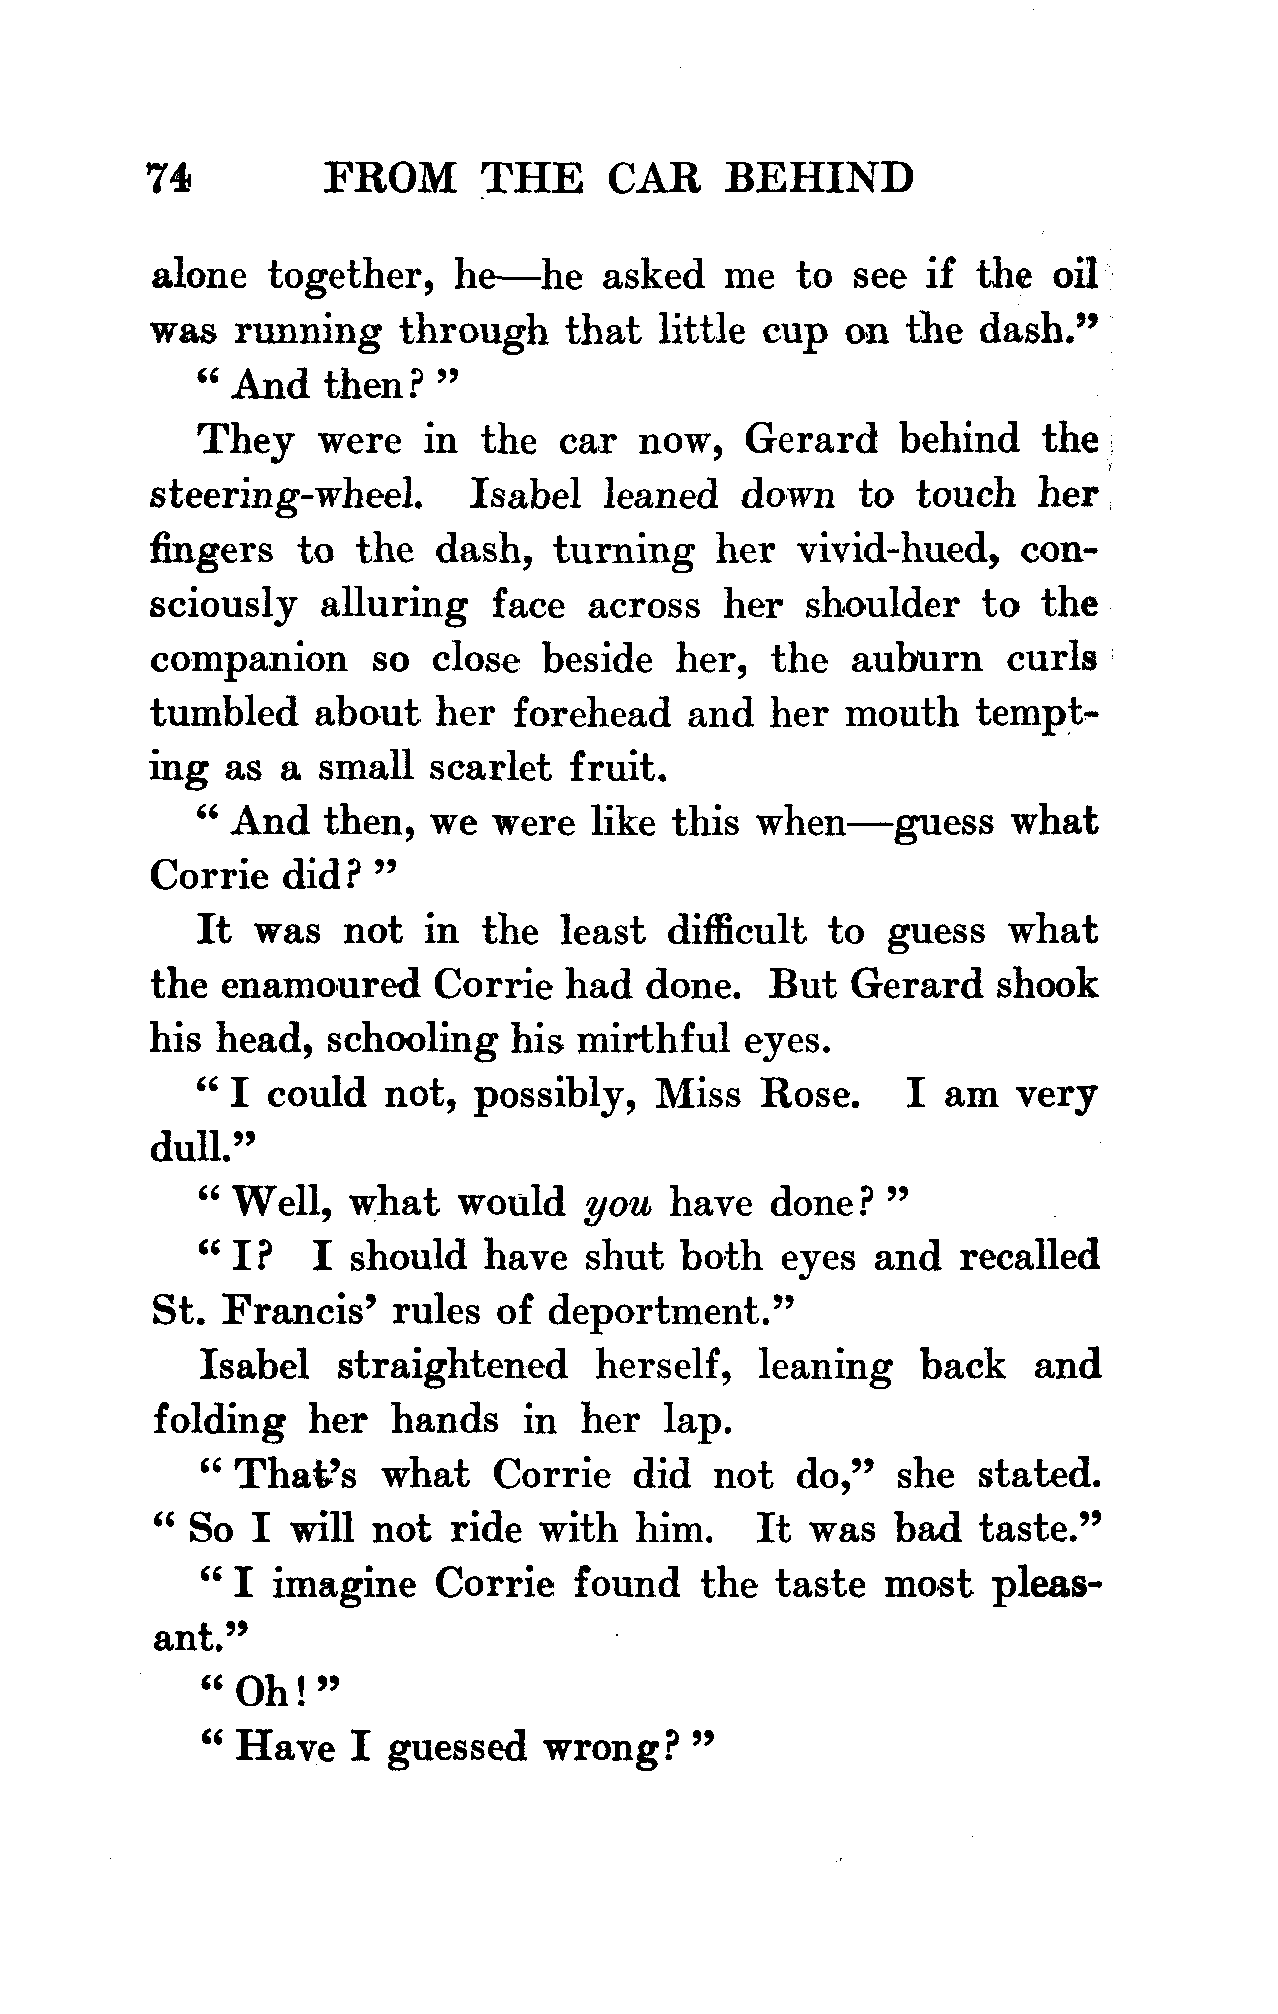 74 FROM THE CAR BEHIND
alone together, he—he asked me to see if the oil
was running through that little cup on the dash."
" And then? "
They were in the car now, Gerard behind the
steering-wheel. Isabel leaned down to touch her
fingers to the dash, turning her vivid-hued, con-
sciously alluring face across her shoulder to the
companion so close beside her, the auburn curls
tumbled about her forehead and her mouth tempt-
ing as a small scarlet fruit.
" And then, we were like this when—guess what
Corrie did? "
It was not in the least difficult to guess what
the enamoured Corrie had done. But Gerard shook
his head, schooling his mirthful eyes.
" I could not, possibly, Miss Rose. I am very
dull."
" Well, what would you have done? "
" I? I should have shut both eyes and recalled
St. Francis' rules of deportment."
Isabel straightened herself, leaning back and
folding her hands in her lap.
" That's what Corrie did not do," she stated.
" So I will not ride with him. It was bad taste."
" I imagine Corrie found the taste most pleas-
ant."
" Oh! "
" Have I guessed wrong? "